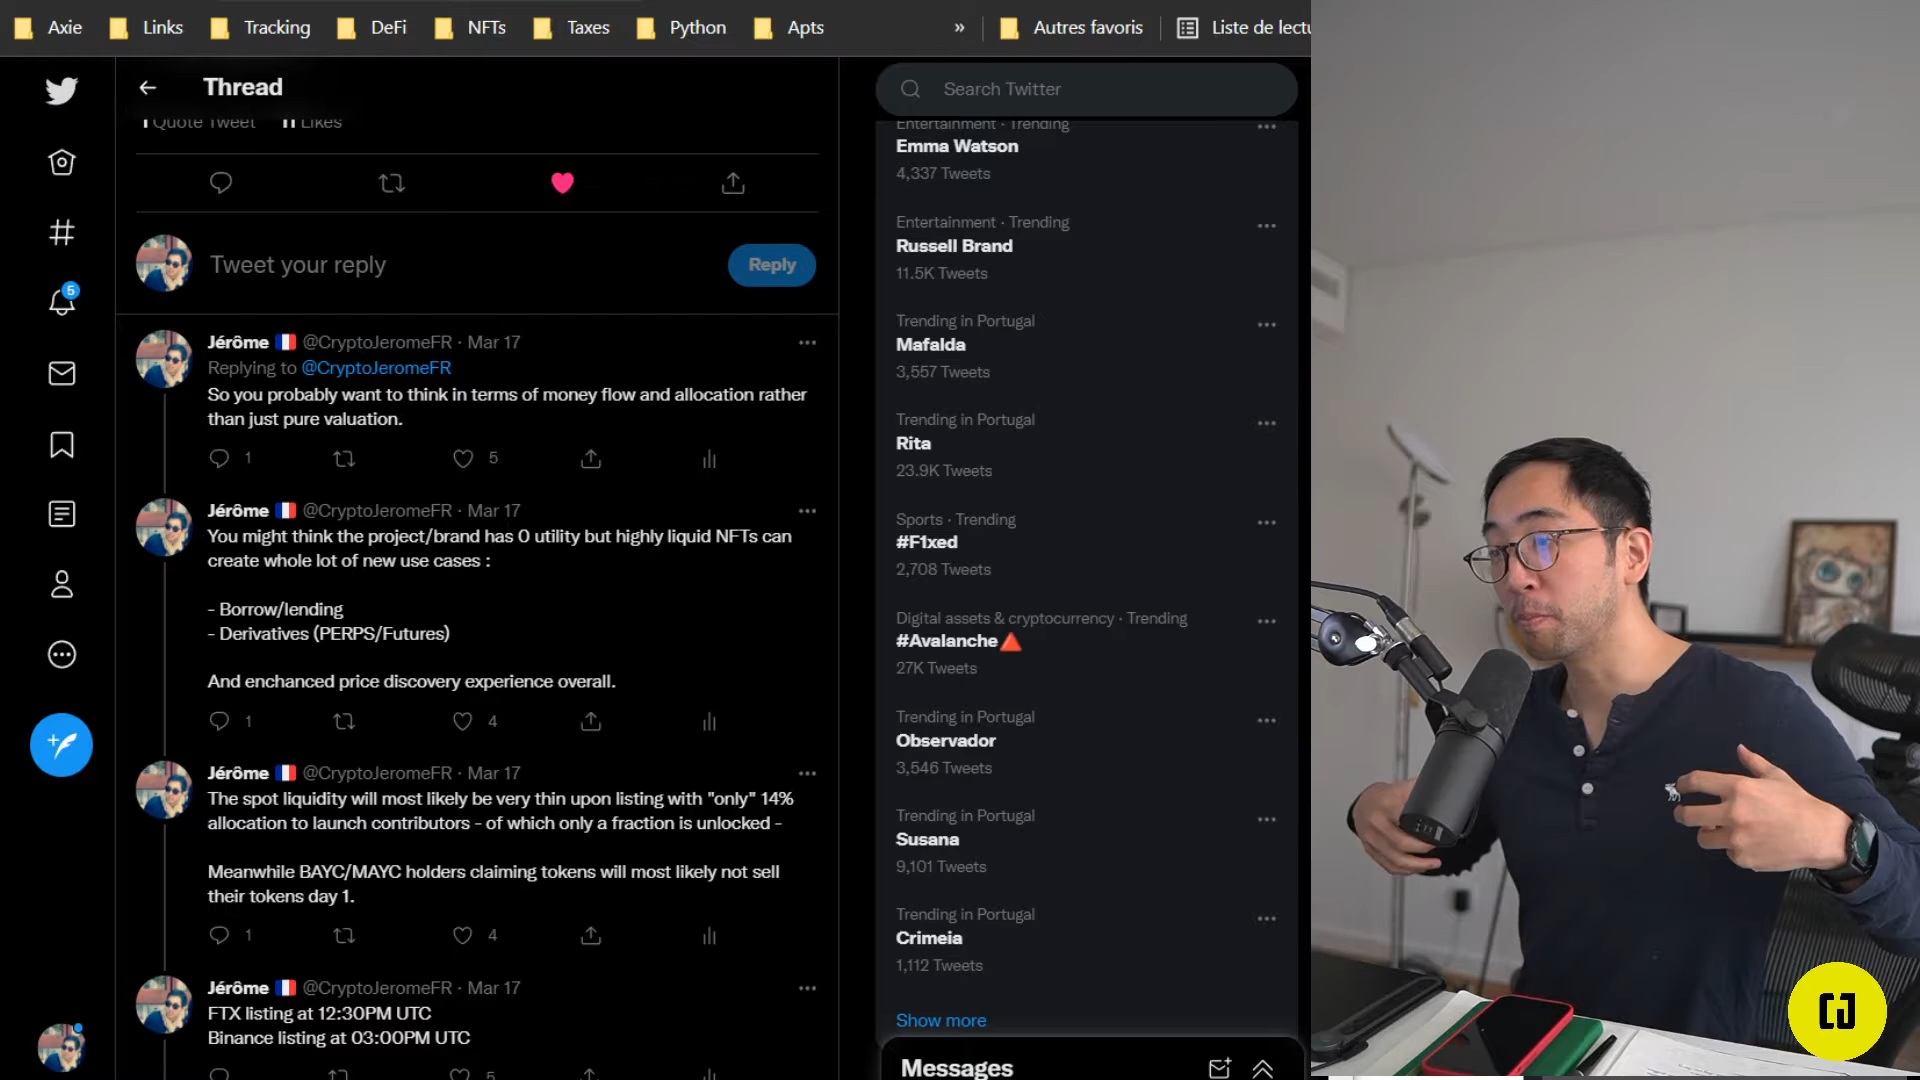 Axie
Links
Tracking
DeFi
NFTs
Taxes
Python
Apts
»
Autres favoris
Liste de lectu
Thread
Search Twitter
1 Quote Tweet 11 Likes
Tweet your reply
Reply
5
Jérôme 🇫🇷 @CryptoJeromeFR · Mar 17
Replying to @CryptoJeromeFR
So you probably want to think in terms of money flow and allocation rather
than just pure valuation.
1 5
Jérôme 🇫🇷 @CryptoJeromeFR · Mar 17
You might think the project/brand has 0 utility but highly liquid NFTs can
create whole lot of new use cases :
- Borrow/lending
- Derivatives (PERPS/Futures)
And enchanced price discovery experience overall.
1 4
Jérôme 🇫🇷 @CryptoJeromeFR · Mar 17
The spot liquidity will most likely be very thin upon listing with "only" 14%
allocation to launch contributors - of which only a fraction is unlocked -
Meanwhile BAYC/MAYC holders claiming tokens will most likely not sell
their tokens day 1.
1 4
Jérôme 🇫🇷 @CryptoJeromeFR · Mar 17
FTX listing at 12:30PM UTC
Binance listing at 03:00PM UTC
5
Entertainment · Trending
Emma Watson
4,337 Tweets
Entertainment · Trending
Russell Brand
11.5K Tweets
Trending in Portugal
Mafalda
3,557 Tweets
Trending in Portugal
Rita
23.9K Tweets
Sports · Trending
#F1xed
2,708 Tweets
Digital assets & cryptocurrency · Trending
#Avalanche🔺
27K Tweets
Trending in Portugal
Observador
3,546 Tweets
Trending in Portugal
Susana
9,101 Tweets
Trending in Portugal
Crimeia
1,112 Tweets
Show more
Messages